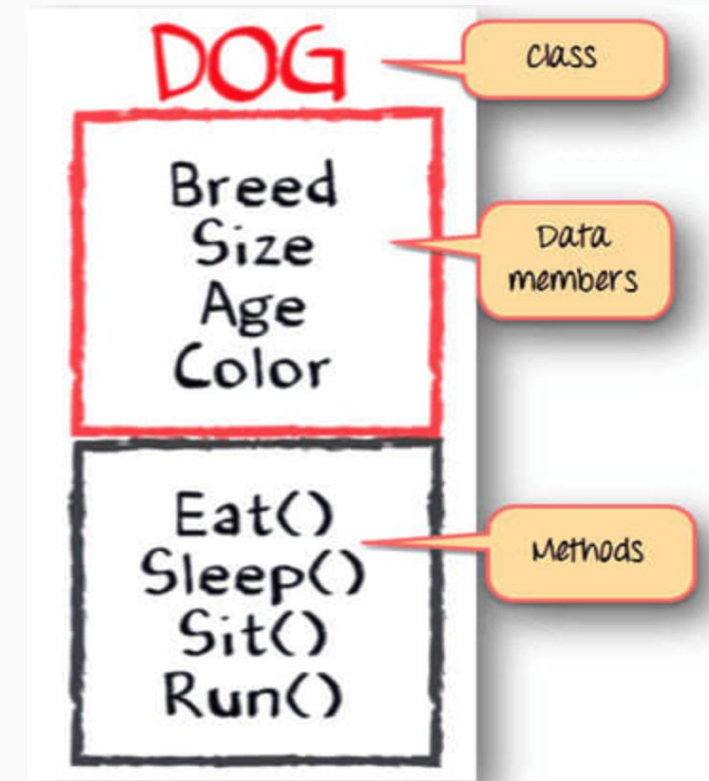 DOG
Class
Breed
Size
Age
Color
Data
members
Eat()
Sleep()
Sit()
Run()
Methods